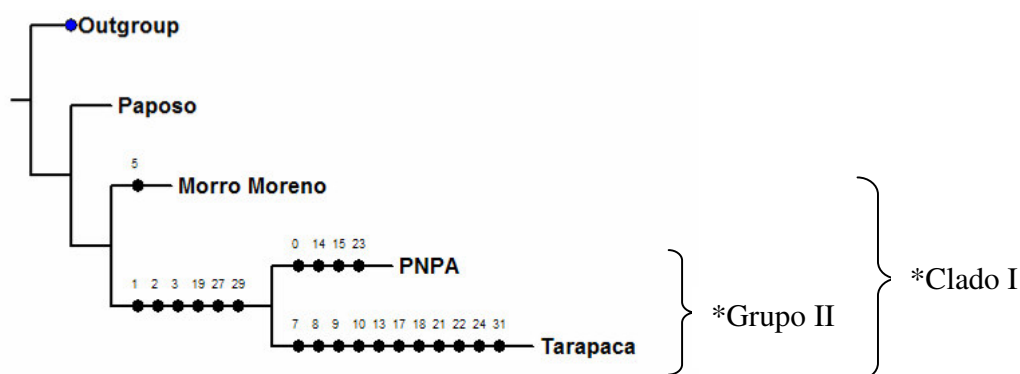 Outgroup
Paposo
5
Morro Moreno
0 14 15 23
PNPA
*Clado I
1 2 3 19 27 29
*Grupo II
7 8 9 10 13 17 18 21 22 24 31
Tarapaca